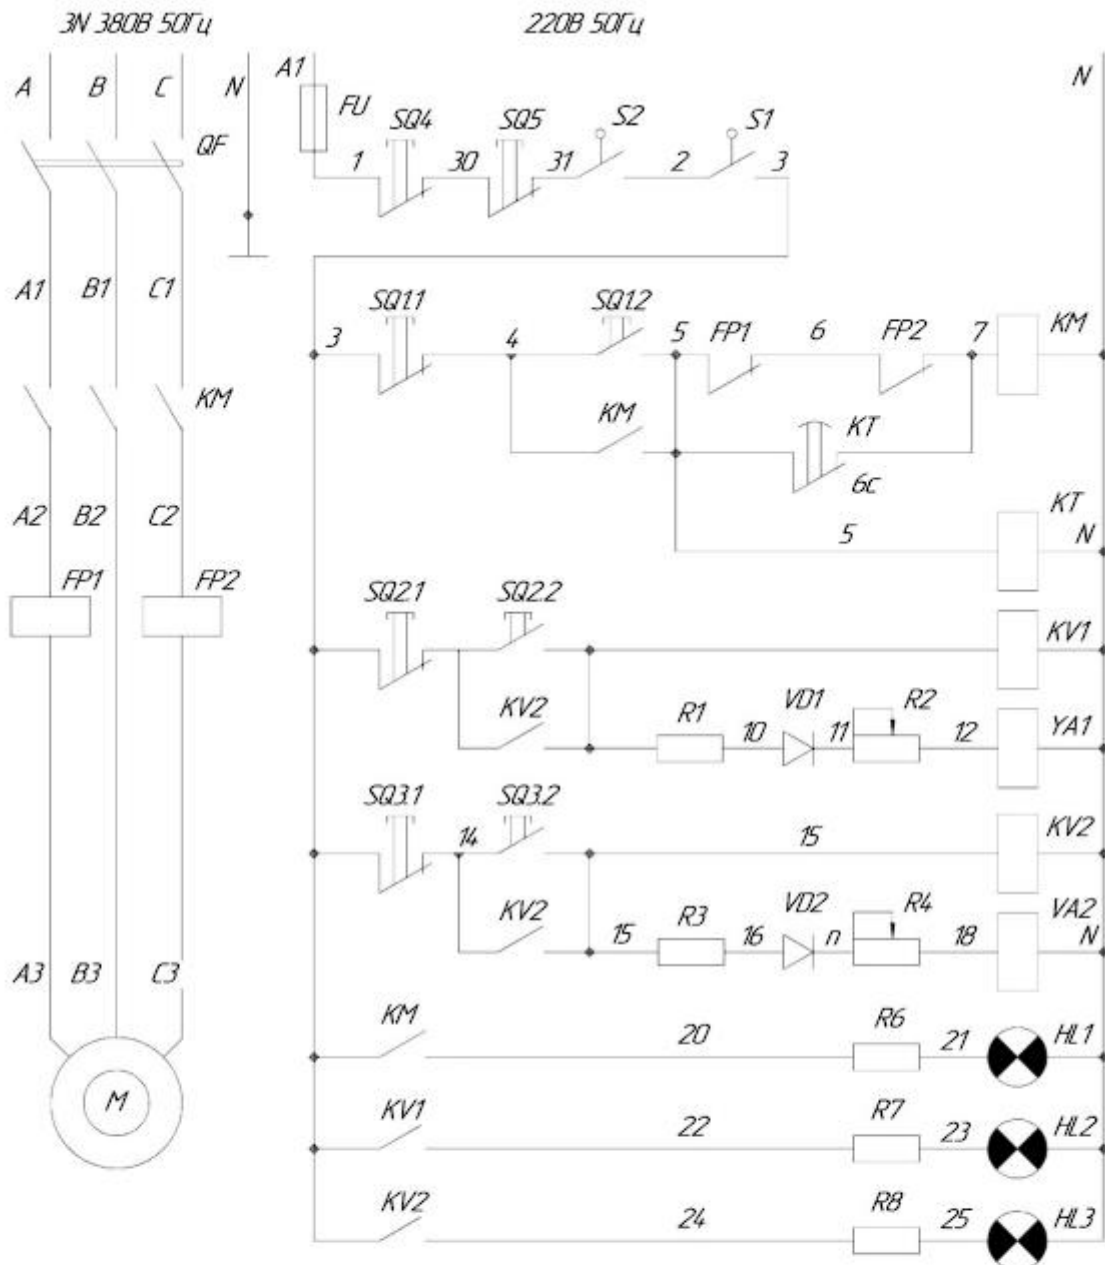 3N 380В 50Гц 220В 50Гц
A B C N A1 N
FU SQ4 SQ5 S2 S1
QF
1 30 31 2 3
A1 B1 C1
SQ1.1 SQ1.2 KM
3 4 5 FP1 6 FP2 7
KM
KM KT
6c
KT
A2 B2 C2
5 N
FP1 FP2
SQ2.1 SQ2.2
KV1
KV2 R1 10 VD1 11 R2 12 YA1
SQ3.1 SQ3.2
14 15 KV2
KV2 15 R3 16 VD2 п R4 18 VA2
N
A3 B3 C3
KM 20 R6 21 HL1
M
KV1 22 R7 23 HL2
KV2 24 R8 25 HL3